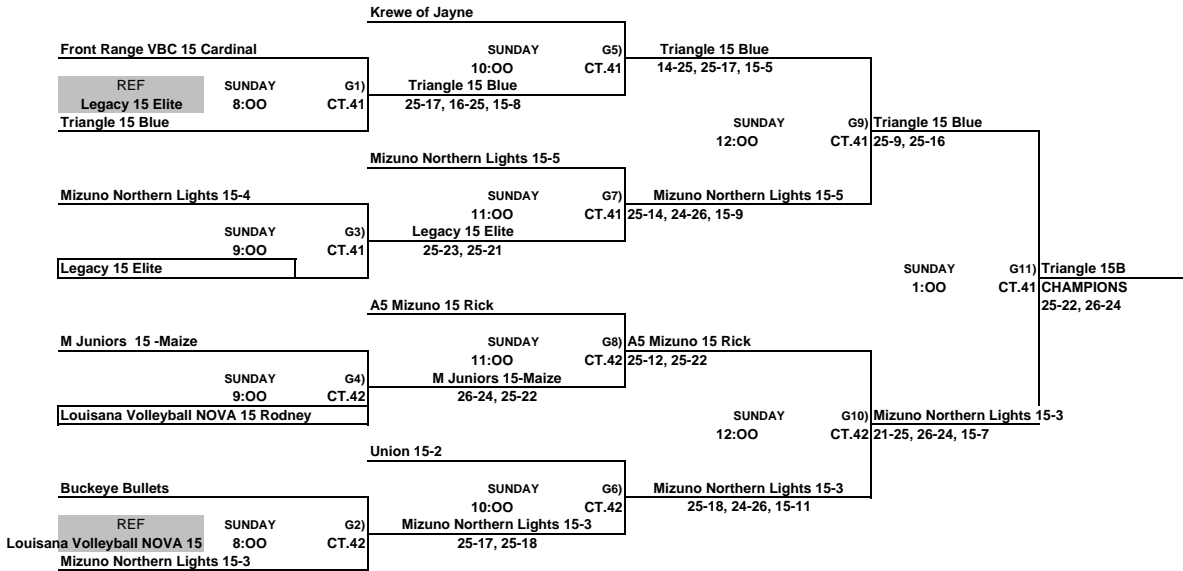 Krewe of Jayne
Front Range VBC 15 Cardinal SUNDAY G5) Triangle 15 Blue
10:OO CT.41 14-25, 25-17, 15-5
REF SUNDAY G1) Triangle 15 Blue
Legacy 15 Elite 8:OO CT.41 25-17, 16-25, 15-8
Triangle 15 Blue SUNDAY G9) Triangle 15 Blue
12:OO CT.41 25-9, 25-16
Mizuno Northern Lights 15-5
Mizuno Northern Lights 15-4 SUNDAY G7) Mizuno Northern Lights 15-5
11:OO CT.41 25-14, 24-26, 15-9
SUNDAY G3) Legacy 15 Elite
9:OO CT.41 25-23, 25-21
Legacy 15 Elite SUNDAY G11) Triangle 15B
1:OO CT.41 CHAMPIONS
25-22, 26-24
A5 Mizuno 15 Rick
M Juniors 15 -Maize SUNDAY G8) A5 Mizuno 15 Rick
11:OO CT.42 25-12, 25-22
SUNDAY G4) M Juniors 15-Maize
9:OO CT.42 26-24, 25-22
Louisana Volleyball NOVA 15 Rodney SUNDAY G10) Mizuno Northern Lights 15-3
12:OO CT.42 21-25, 26-24, 15-7
Union 15-2
Buckeye Bullets SUNDAY G6) Mizuno Northern Lights 15-3
10:OO CT.42 25-18, 24-26, 15-11
REF SUNDAY G2) Mizuno Northern Lights 15-3
Louisana Volleyball NOVA 15 8:OO CT.42 25-17, 25-18
Mizuno Northern Lights 15-3